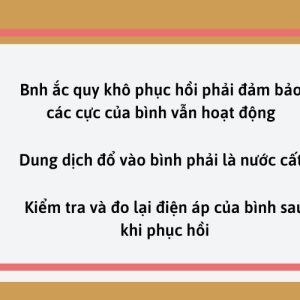 Bnh ắc quy khô phục hồi phải đảm bảo
các cực của bình vẫn hoạt động
Dung dịch đổ vào bình phải là nước cất
Kiểm tra và đo lại điện áp của bình sau
khi phục hồi